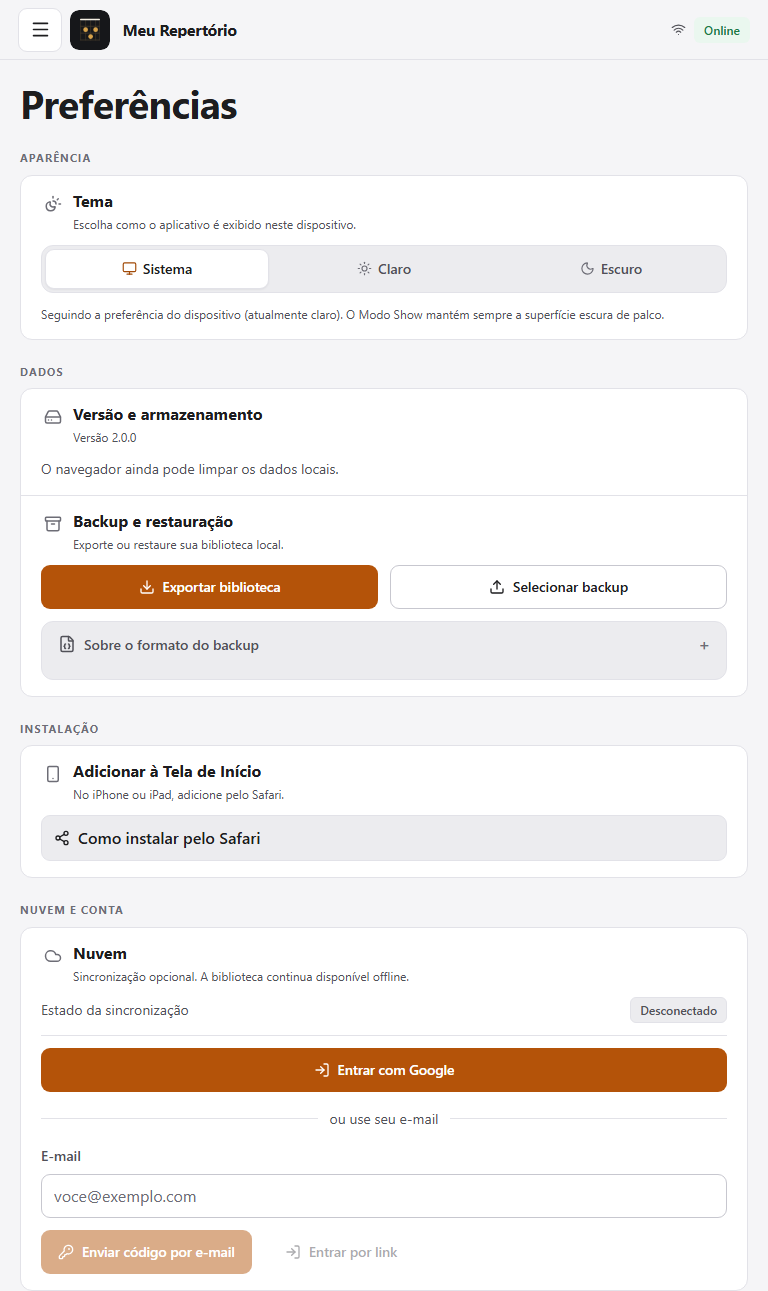 Meu Repertório
Online
Preferências
APARÊNCIA
Tema
Escolha como o aplicativo é exibido neste dispositivo.
Sistema
Claro
Escuro
Seguindo a preferência do dispositivo (atualmente claro). O Modo Show mantém sempre a superfície escura de palco.
DADOS
Versão e armazenamento
Versão 2.0.0
O navegador ainda pode limpar os dados locais.
Backup e restauração
Exporte ou restaure sua biblioteca local.
Exportar biblioteca
Selecionar backup
Sobre o formato do backup
+
INSTALAÇÃO
Adicionar à Tela de Início
No iPhone ou iPad, adicione pelo Safari.
Como instalar pelo Safari
NUVEM E CONTA
Nuvem
Sincronização opcional. A biblioteca continua disponível offline.
Estado da sincronização
Desconectado
Entrar com Google
ou use seu e-mail
E-mail
voce@exemplo.com
Enviar código por e-mail
Entrar por link